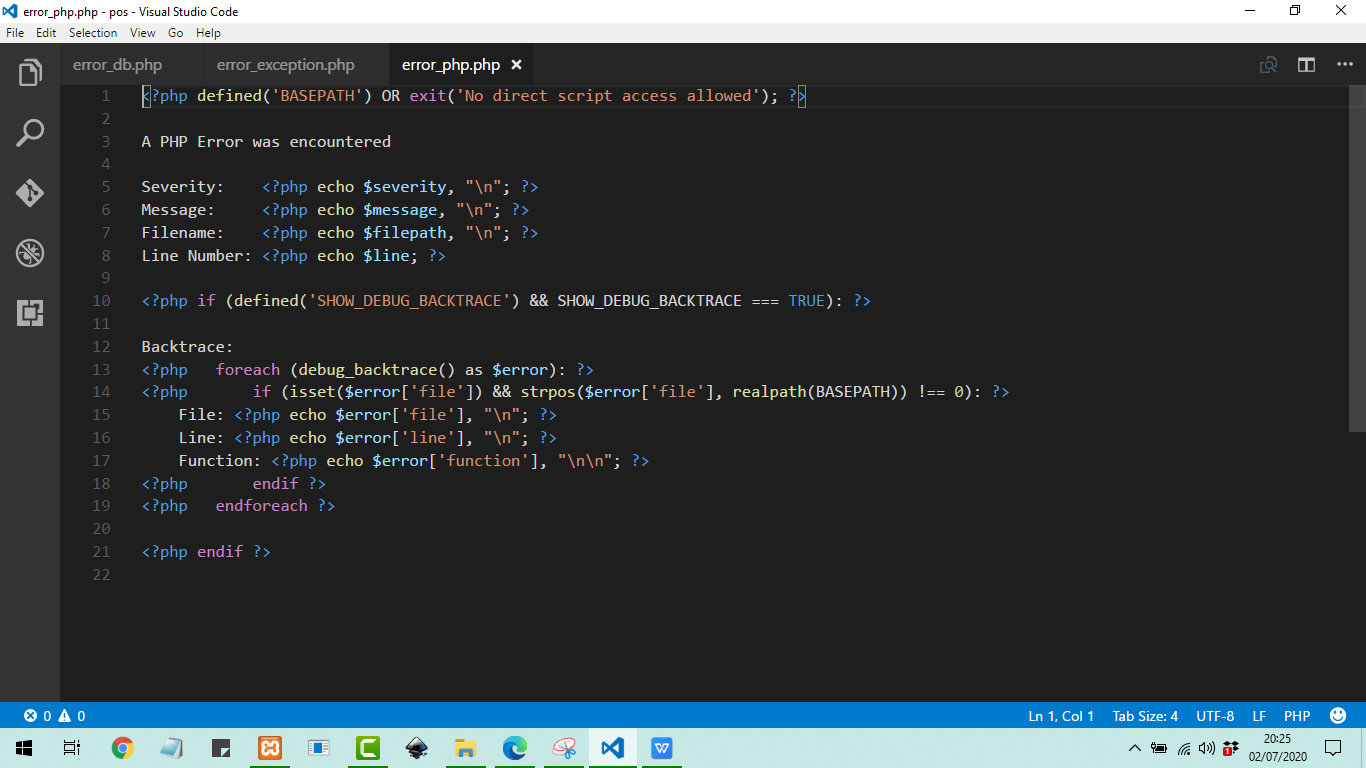 error_php.php - pos - Visual Studio Code
File Edit Selection View Go Help
error_db.php error_exception.php error_php.php
1 <?php defined('BASEPATH') OR exit('No direct script access allowed'); ?>
2
3 A PHP Error was encountered
4
5 Severity:    <?php echo $severity, "\n"; ?>
6 Message:     <?php echo $message, "\n"; ?>
7 Filename:    <?php echo $filepath, "\n"; ?>
8 Line Number: <?php echo $line; ?>
9
10 <?php if (defined('SHOW_DEBUG_BACKTRACE') && SHOW_DEBUG_BACKTRACE === TRUE): ?>
11
12 Backtrace:
13 <?php   foreach (debug_backtrace() as $error): ?>
14 <?php       if (isset($error['file']) && strpos($error['file'], realpath(BASEPATH)) !== 0): ?>
15     File: <?php echo $error['file'], "\n"; ?>
16     Line: <?php echo $error['line'], "\n"; ?>
17     Function: <?php echo $error['function'], "\n\n"; ?>
18 <?php       endif ?>
19 <?php   endforeach ?>
20
21 <?php endif ?>
22
0 0 Ln 1, Col 1 Tab Size: 4 UTF-8 LF PHP
20:25
02/07/2020